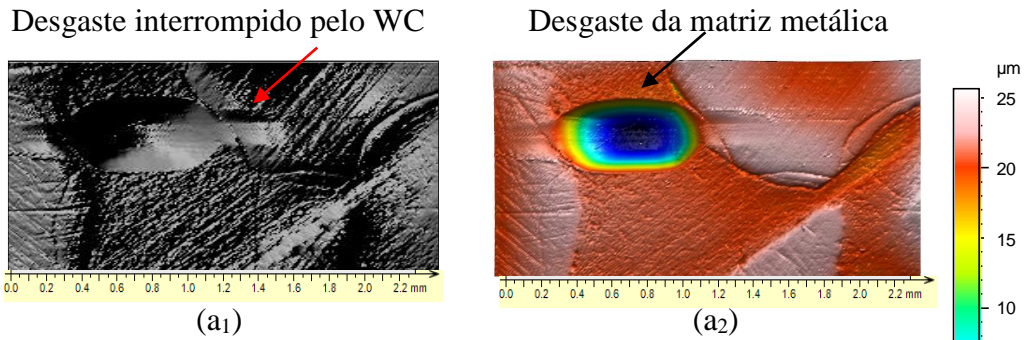 Desgaste interrompido pelo WC
Desgaste da matriz metálica
µm
25
20
15
10
0.0 0.2 0.4 0.6 0.8 1.0 1.2 1.4 1.6 1.8 2.0 2.2 mm
0.0 0.2 0.4 0.6 0.8 1.0 1.2 1.4 1.6 1.8 2.0 2.2 mm
(a1)
(a2)